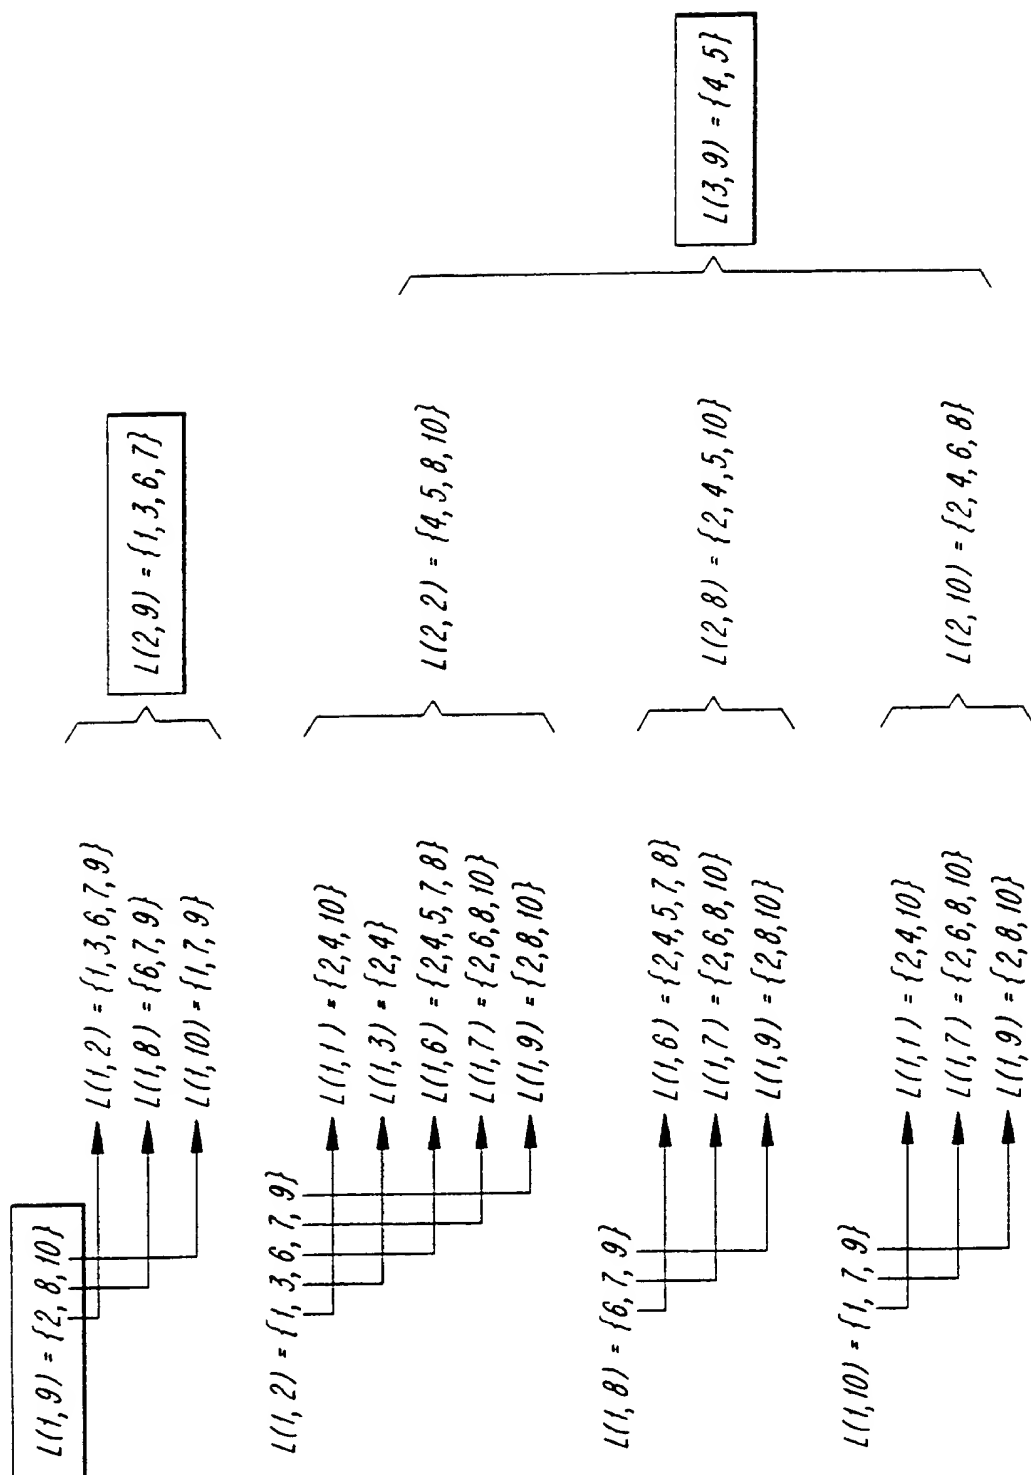 L(1,9) = {2,8,10}
L(1,2) = {1,3,6,7,9}
L(1,8) = {6,7,9}
L(1,10) = {1,7,9}
L(2,9) = {1,3,6,7}
L(1,2) = {1,3,6,7,9}
L(1,1) = {2,4,10}
L(1,3) = {2,4}
L(1,6) = {2,4,5,7,8}
L(1,7) = {2,6,8,10}
L(1,9) = {2,8,10}
L(2,2) = {4,5,8,10}
L(1,8) = {6,7,9}
L(1,6) = {2,4,5,7,8}
L(1,7) = {2,6,8,10}
L(1,9) = {2,8,10}
L(2,8) = {2,4,5,10}
L(1,10) = {1,7,9}
L(1,1) = {2,4,10}
L(1,7) = {2,6,8,10}
L(1,9) = {2,8,10}
L(2,10) = {2,4,6,8}
L(3,9) = {4,5}